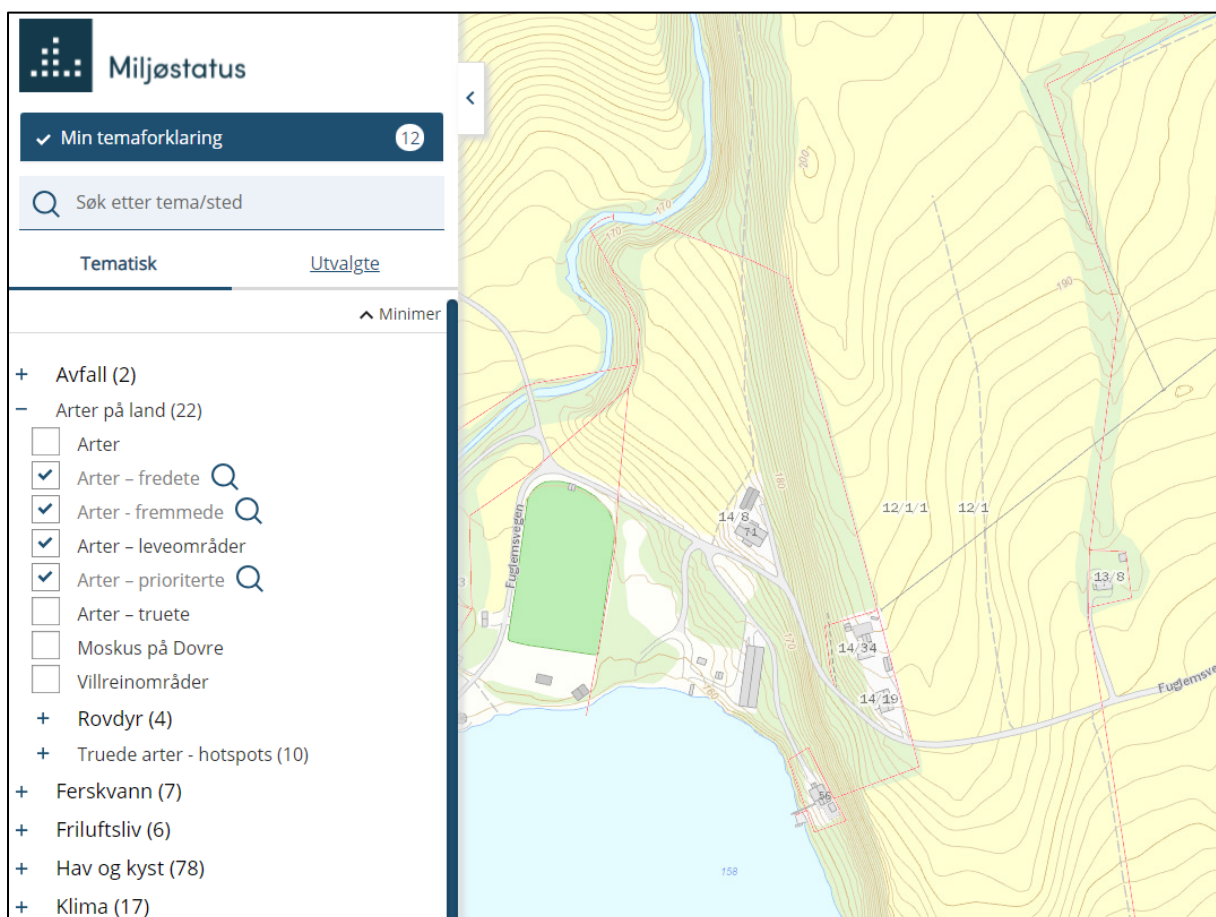 Miljøstatus
Min temaforklaring 12
Søk etter tema/sted
Tematisk Utvalgte
Minimer
Avfall (2)
Arter på land (22)
Arter
Arter – fredete
Arter - fremmede
Arter – leveområder
Arter – prioriterte
Arter – truete
Moskus på Dovre
Villreinområder
Rovdyr (4)
Truede arter - hotspots (10)
Ferskvann (7)
Friluftsliv (6)
Hav og kyst (78)
Klima (17)
200
170
170
190
180
14/8
71
12/1/1
12/1
Fuglemsvegen
3
13/8
170
14/34
160
14/19
Fuglemsvegen
56
158